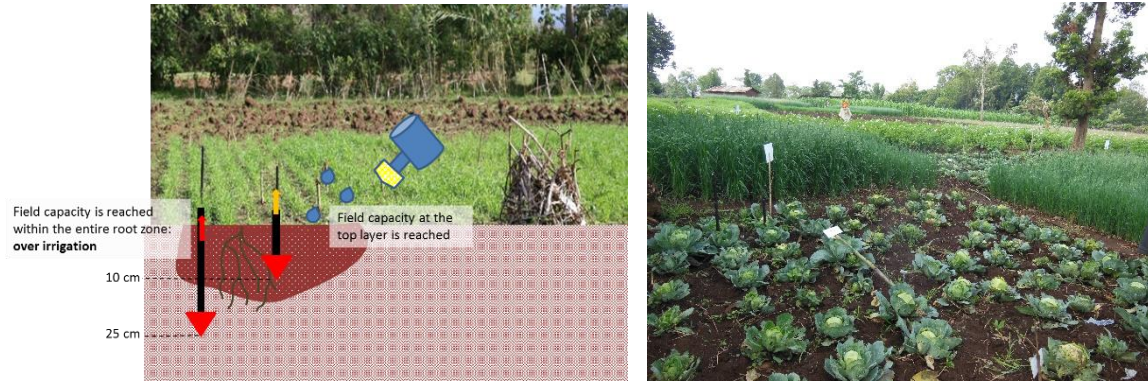 Field capacity is reached
within the entire root zone:
over irrigation
Field capacity at the
top layer is reached
10 cm
25 cm